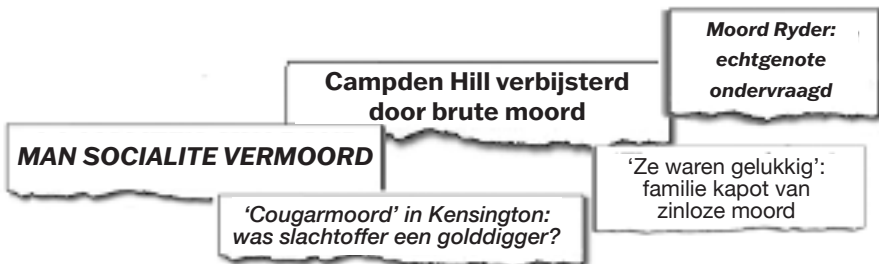 Moord Ryder:
echtgenote
ondervraagd
Campden Hill verbijsterd
door brute moord
MAN SOCIALITE VERMOORD
'Ze waren gelukkig':
familie kapot van
zinloze moord
'Cougarmoord' in Kensington:
was slachtoffer een golddigger?